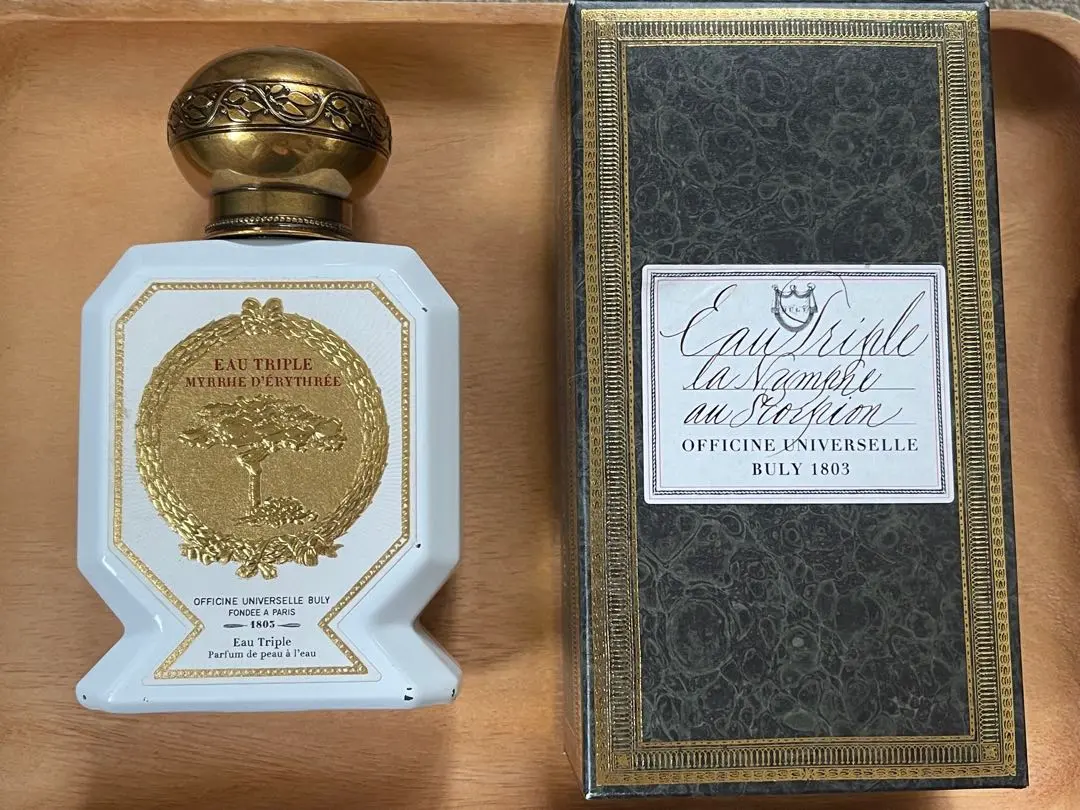 EAU TRIPLE
MYRRHE D'ÉRYTHRÉE
OFFICINE UNIVERSELLE BULY
FONDEE A PARIS
1803
Eau Triple
Parfum de peau à l'eau
BULY
Eau Triple
la Nymphe
au Scorpion
OFFICINE UNIVERSELLE
BULY 1803